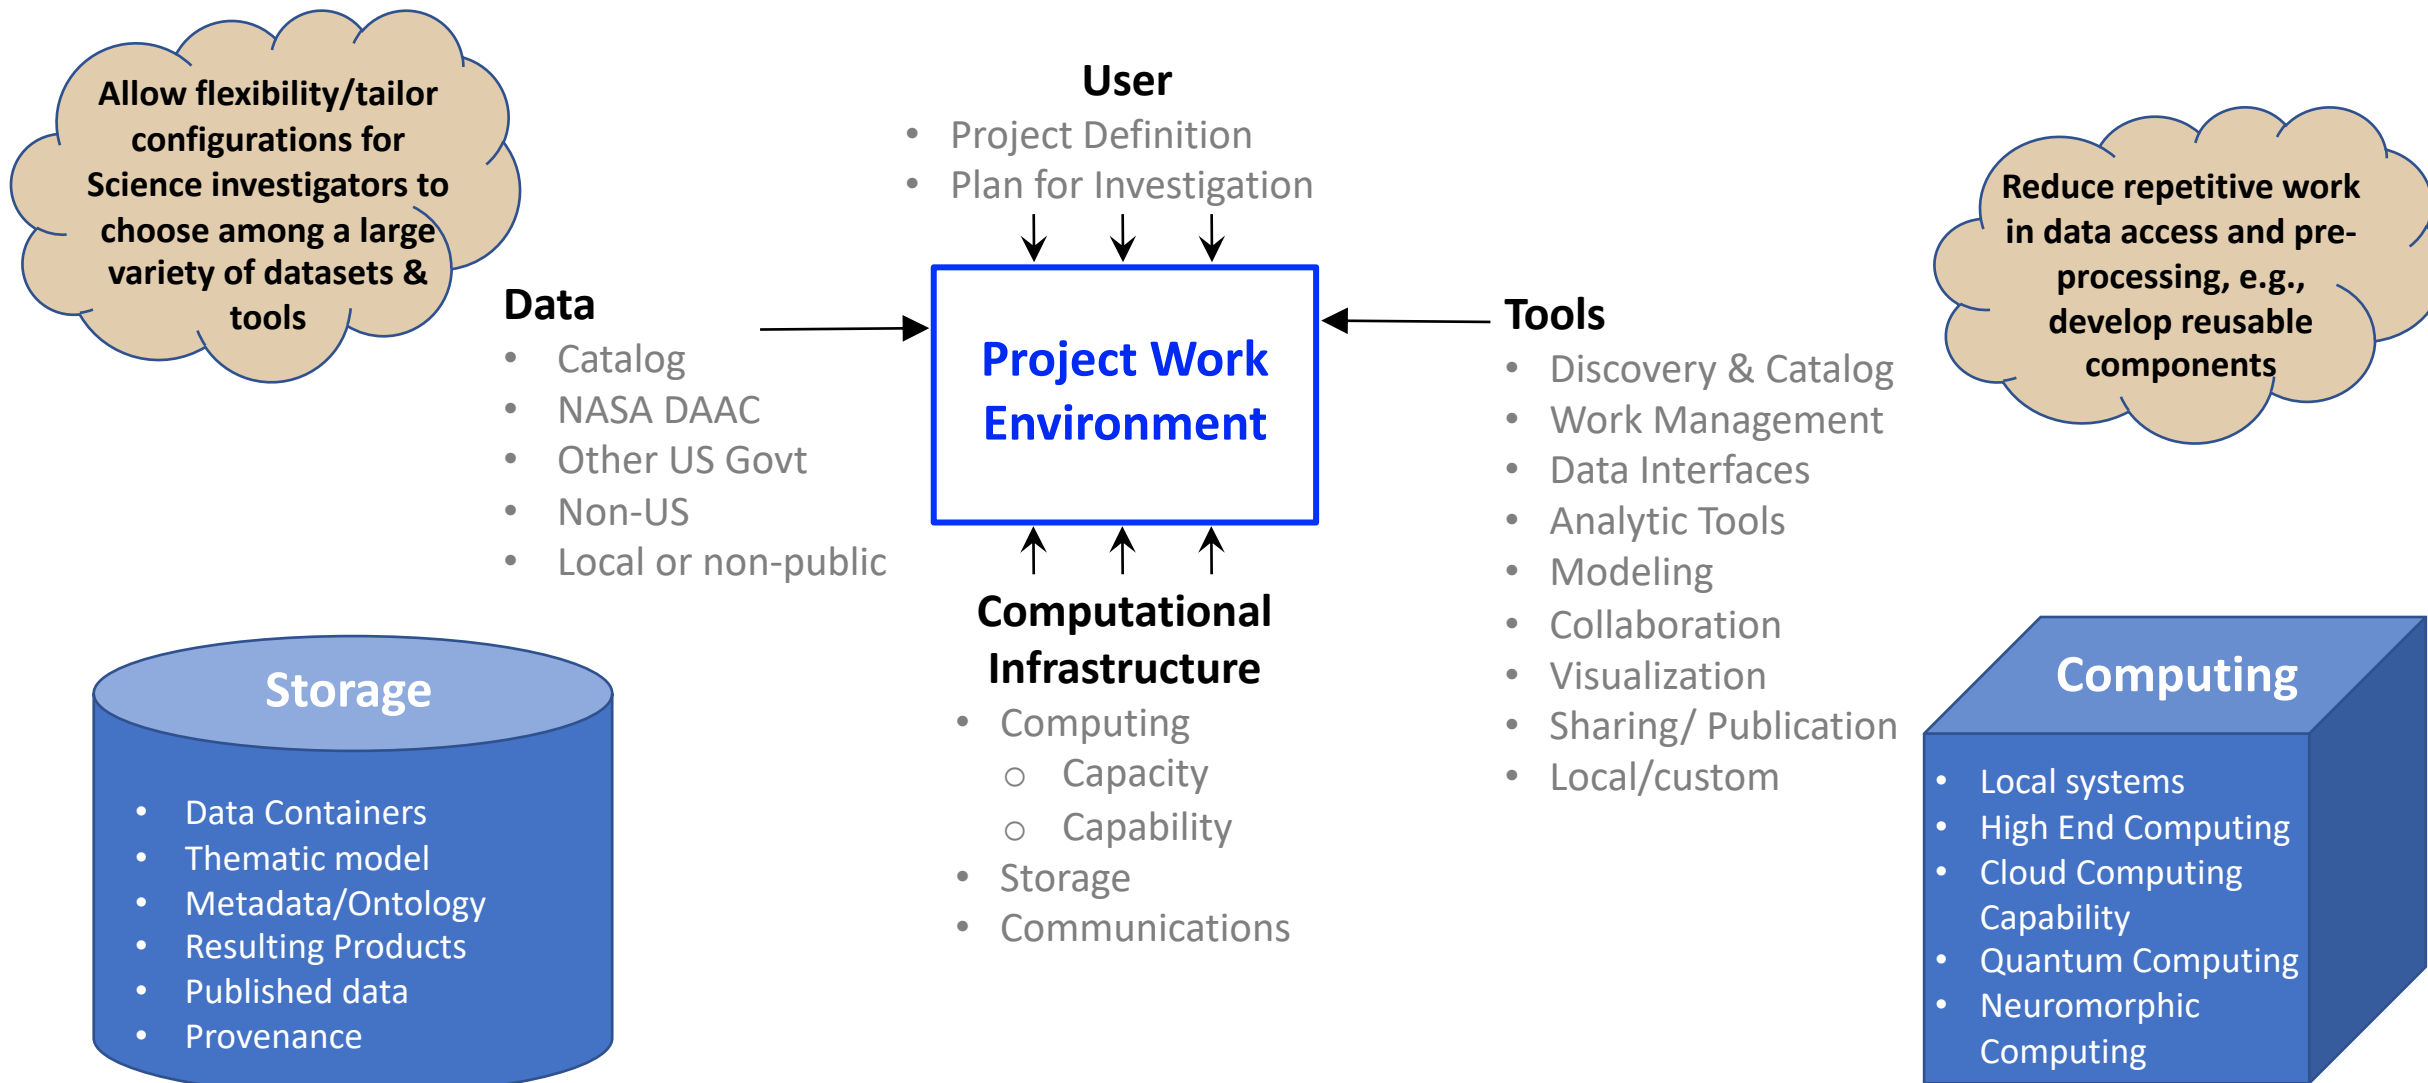 Allow flexibility/tailor
configurations for
Science investigators to
choose among a large
variety of datasets &
tools
User
• Project Definition
• Plan for Investigation
Reduce repetitive work
in data access and pre-
processing, e.g.,
develop reusable
components
Data
• Catalog
• NASA DAAC
• Other US Govt
• Non-US
• Local or non-public
Project Work
Environment
Tools
• Discovery & Catalog
• Work Management
• Data Interfaces
• Analytic Tools
• Modeling
• Collaboration
• Visualization
• Sharing/ Publication
• Local/custom
Computational
Infrastructure
• Computing
o Capacity
o Capability
• Storage
• Communications
Storage
• Data Containers
• Thematic model
• Metadata/Ontology
• Resulting Products
• Published data
• Provenance
Computing
• Local systems
• High End Computing
• Cloud Computing
Capability
• Quantum Computing
• Neuromorphic
Computing